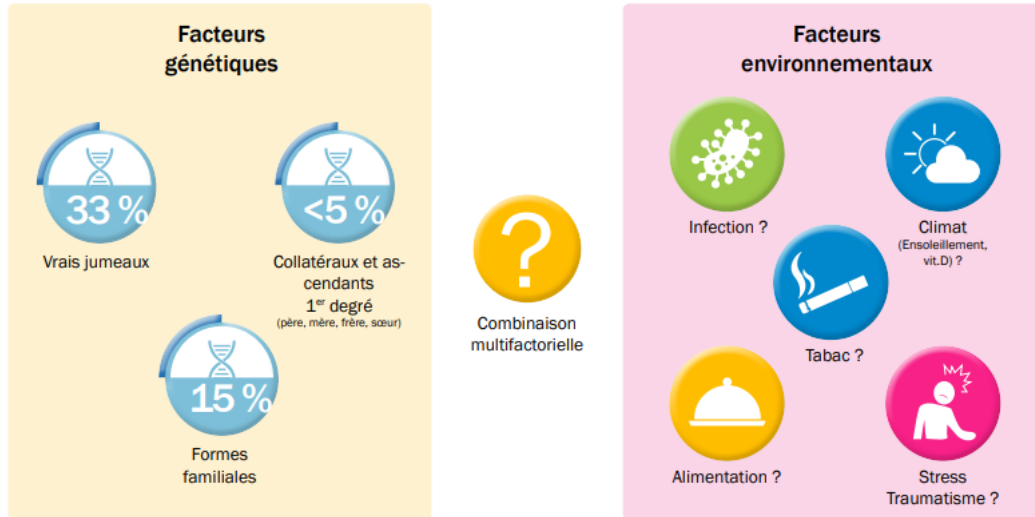 Facteurs
génétiques
33 %
Vrais jumeaux
<5 %
Collatéraux et as-
cendants
1er degré
(père, mère, frère, sœur)
15 %
Formes
familiales
?
Combinaison
multifactorielle
Facteurs
environnementaux
Infection ?
Climat
(Ensoleillement,
vit.D) ?
Tabac ?
Alimentation ?
Stress
Traumatisme ?